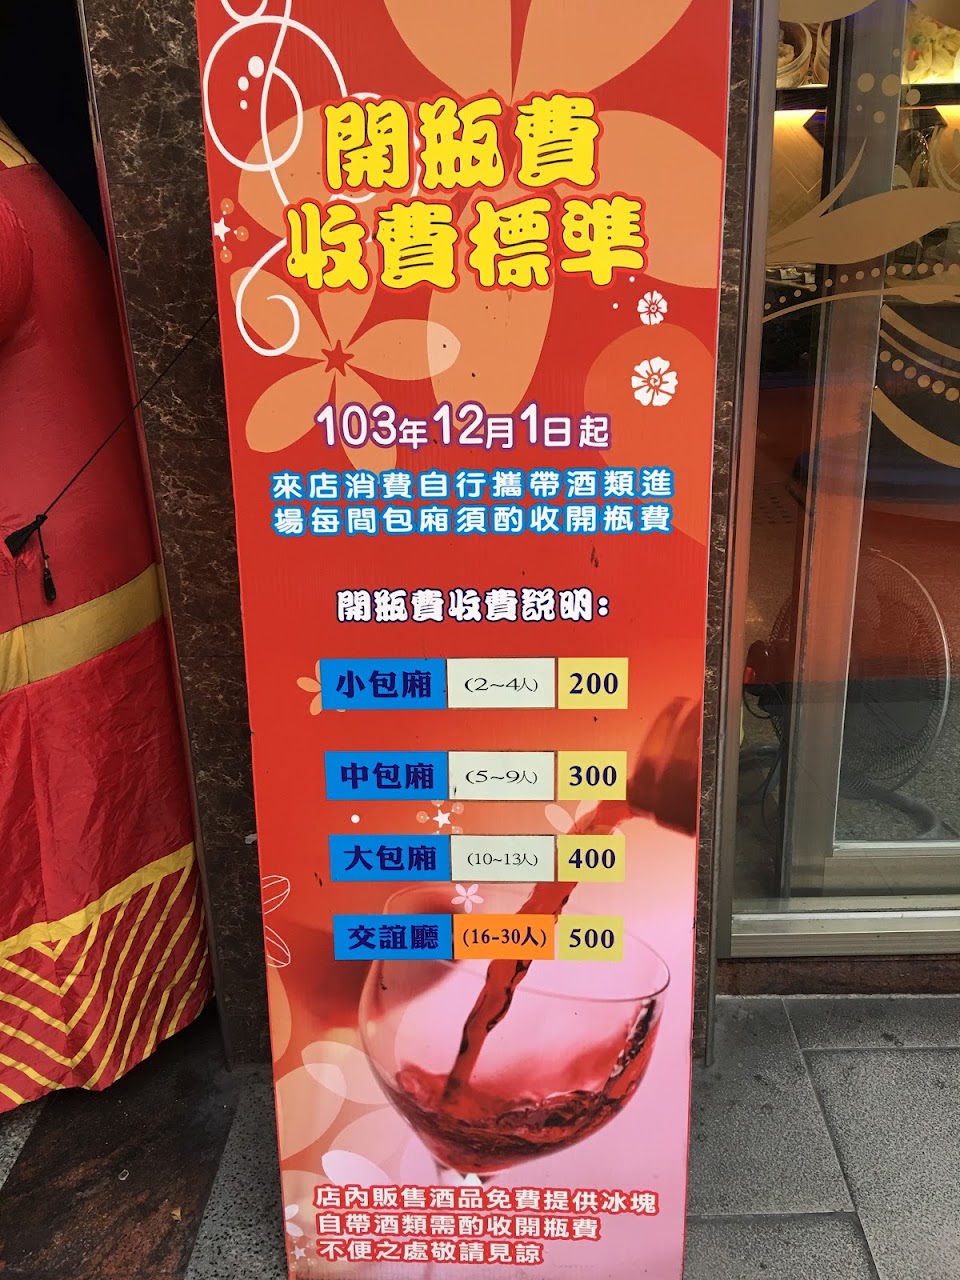 開瓶費
收費標準
103年12月1日起
來店消費自行攜帶酒類進
場每間包廂須酌收開瓶費
開瓶費收費説明:
小包廂 (2~4人) 200
中包廂 (5~9人) 300
大包廂 (10~13人) 400
交誼廳 (16-30人) 500
店內販售酒品免費提供冰塊
自帶酒類需酌收開瓶費
不便之處敬請見諒